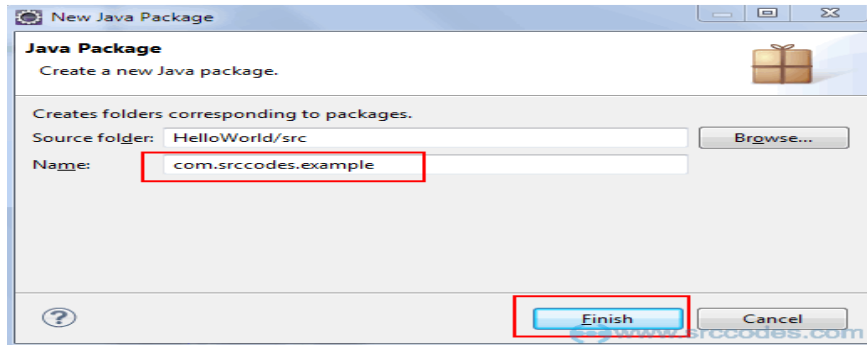 New Java Package
Java Package
Create a new Java package.
Creates folders corresponding to packages.
Source folder: HelloWorld/src Browse...
Name: com.srccodes.example
? Finish Cancel
www.srccodes.com